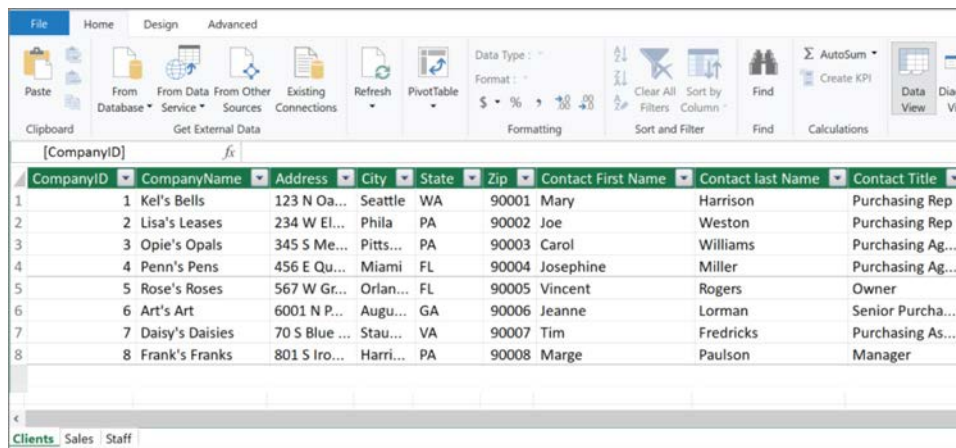 File Home Design Advanced
Paste
From Database
From Data Service
From Other Sources
Existing Connections
Refresh
PivotTable
Data Type :
Format :
$ % ,
Clear All Filters
Sort by Column
Find
Σ AutoSum
Create KPI
Data View
Clipboard Get External Data Formatting Sort and Filter Find Calculations
[CompanyID] fx
CompanyID CompanyName Address City State Zip Contact First Name Contact last Name Contact Title
1 1 Kel's Bells 123 N Oa... Seattle WA 90001 Mary Harrison Purchasing Rep
2 2 Lisa's Leases 234 W El... Phila PA 90002 Joe Weston Purchasing Rep
3 3 Opie's Opals 345 S Me... Pitts... PA 90003 Carol Williams Purchasing Ag...
4 4 Penn's Pens 456 E Qu... Miami FL 90004 Josephine Miller Purchasing Ag...
5 5 Rose's Roses 567 W Gr... Orlan... FL 90005 Vincent Rogers Owner
6 6 Art's Art 6001 N P... Augu... GA 90006 Jeanne Lorman Senior Purcha...
7 7 Daisy's Daisies 70 S Blue ... Stau... VA 90007 Tim Fredricks Purchasing As...
8 8 Frank's Franks 801 S Iro... Harri... PA 90008 Marge Paulson Manager
Clients Sales Staff